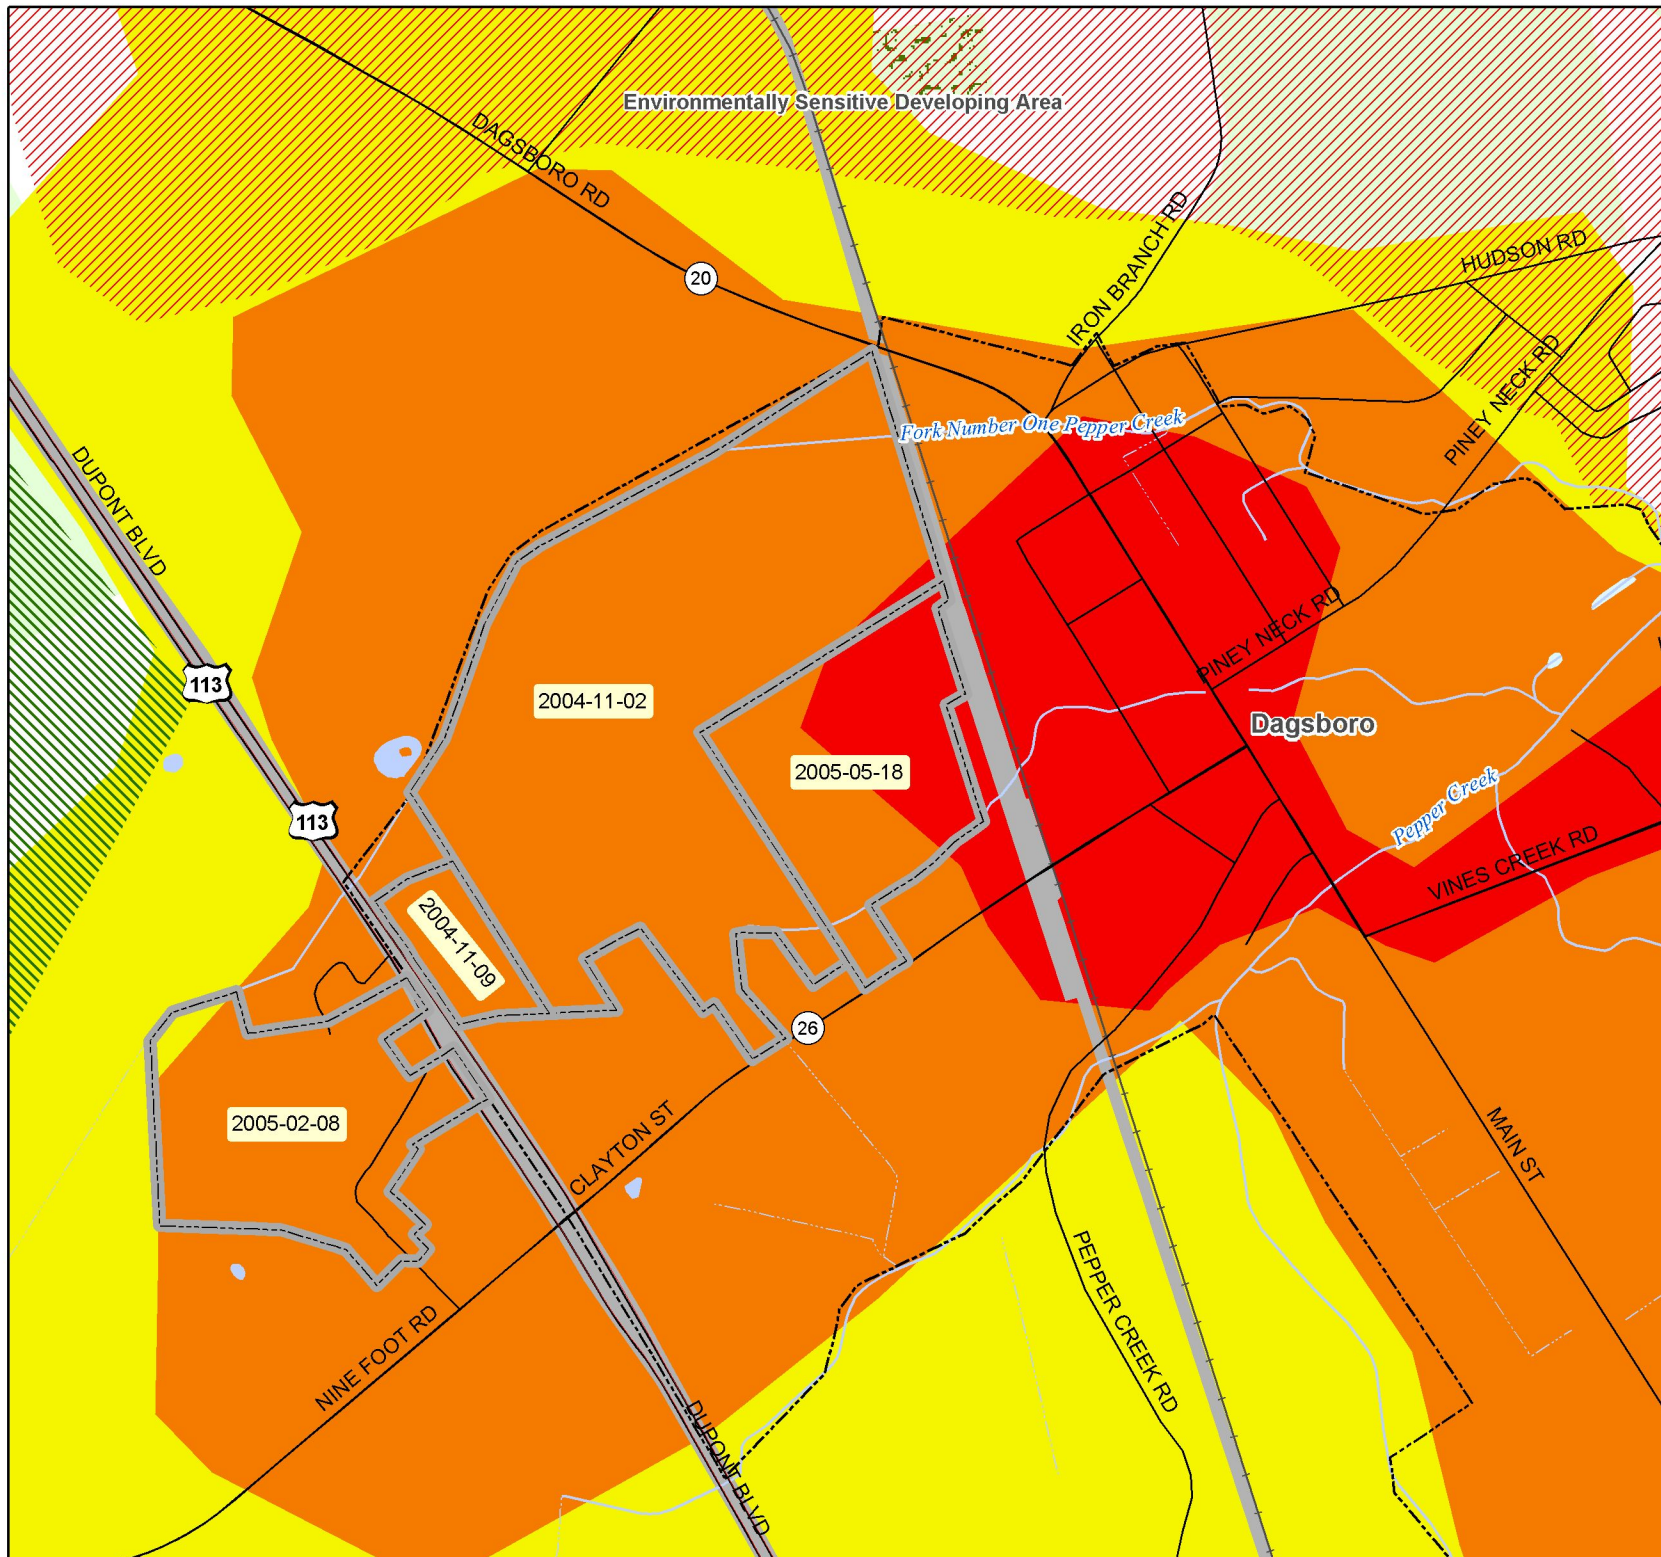 Environmentally Sensitive Developing Area
DAGSBORO RD
IRON BRANCH RD
HUDSON RD
20
PINEY NECK RD
Fork Number One Pepper Creek
DUPONT BLVD
113
2004-11-02
PINEY NECK RD
Dagsboro
2005-05-18
113
Pepper Creek
VINES CREEK RD
2004-11-09
26
2005-02-08
CLAYTON ST
MAIN ST
PEPPER CREEK RD
NINE FOOT RD
DUPONT BLVD